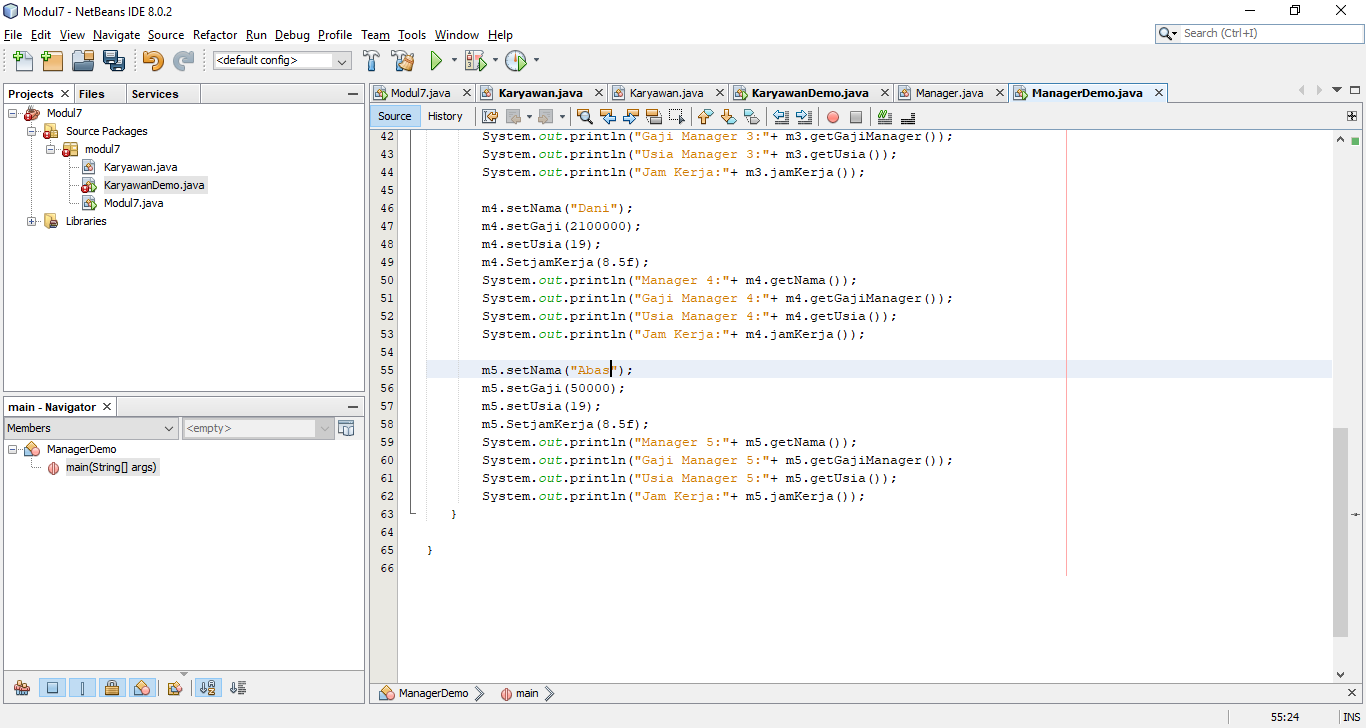 Modul7 - NetBeans IDE 8.0.2
File Edit View Navigate Source Refactor Run Debug Profile Team Tools Window Help
Search (Ctrl+I)
<default config>
Projects Files Services
Modul7
Source Packages
modul7
Karyawan.java
KaryawanDemo.java
Modul7.java
Libraries
main - Navigator
Members <empty>
ManagerDemo
main(String[] args)
Modul7.java Karyawan.java Karyawan.java KaryawanDemo.java Manager.java ManagerDemo.java
Source History
42 System.out.println("Gaji Manager 3:"+ m3.getGajiManager());
43 System.out.println("Usia Manager 3:"+ m3.getUsia());
44 System.out.println("Jam Kerja:"+ m3.jamKerja());
45
46 m4.setNama("Dani");
47 m4.setGaji(2100000);
48 m4.setUsia(19);
49 m4.SetjamKerja(8.5f);
50 System.out.println("Manager 4:"+ m4.getNama());
51 System.out.println("Gaji Manager 4:"+ m4.getGajiManager());
52 System.out.println("Usia Manager 4:"+ m4.getUsia());
53 System.out.println("Jam Kerja:"+ m4.jamKerja());
54
55 m5.setNama("Abas");
56 m5.setGaji(50000);
57 m5.setUsia(19);
58 m5.SetjamKerja(8.5f);
59 System.out.println("Manager 5:"+ m5.getNama());
60 System.out.println("Gaji Manager 5:"+ m5.getGajiManager());
61 System.out.println("Usia Manager 5:"+ m5.getUsia());
62 System.out.println("Jam Kerja:"+ m5.jamKerja());
63 }
64
65 }
66
ManagerDemo main
55:24 INS